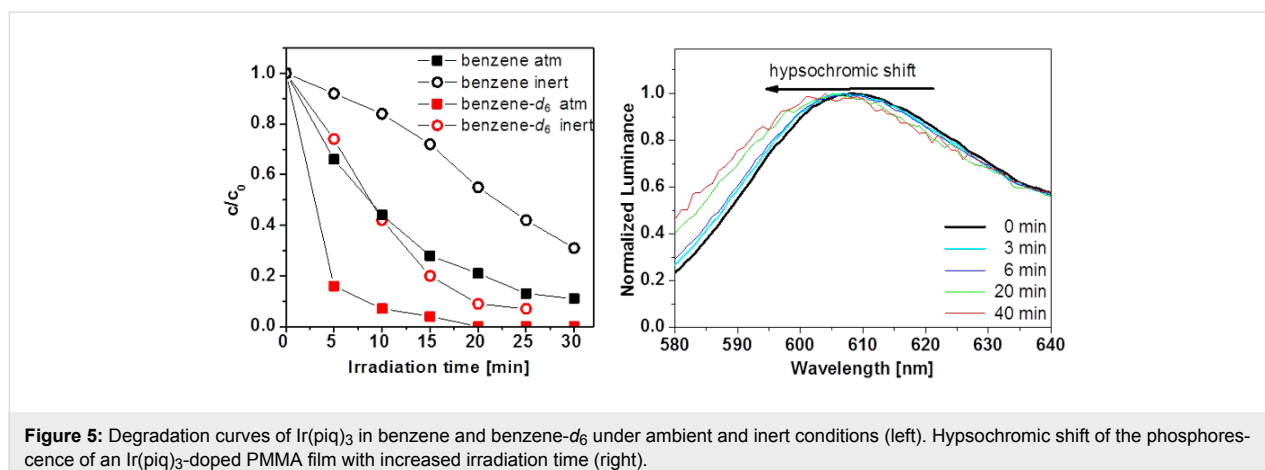 benzene atm
benzene inert
benzene-d6 atm
benzene-d6 inert
1.0
0.8
0.6
0.4
0.2
0.0
c/c0
0 5 10 15 20 25 30
Irradiation time [min]
hypsochromic shift
1.0
0.8
0.6
0.4
0.2
0.0
Normalized Luminance
0 min
3 min
6 min
20 min
40 min
580 590 600 610 620 630 640
Wavelength [nm]
Figure 5: Degradation curves of Ir(piq)3 in benzene and benzene-d6 under ambient and inert conditions (left). Hypsochromic shift of the phosphores-
cence of an Ir(piq)3-doped PMMA film with increased irradiation time (right).